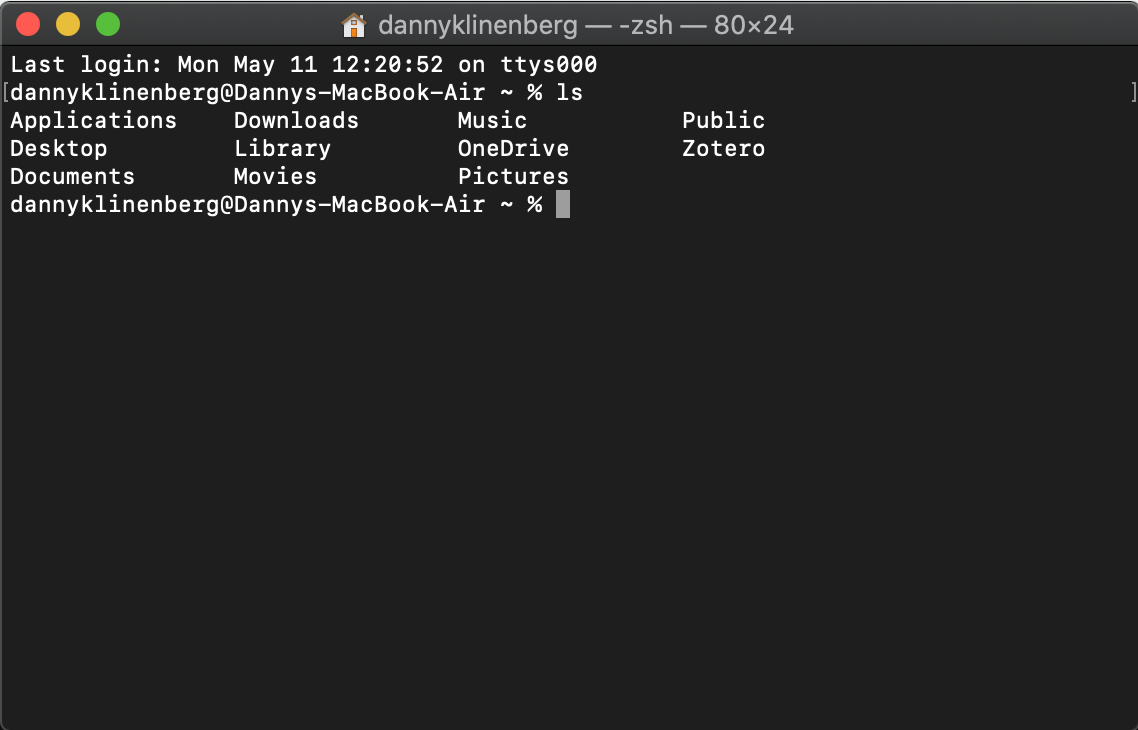 dannyklinenberg — -zsh — 80×24
Last login: Mon May 11 12:20:52 on ttys000
[dannyklinenberg@Dannys-MacBook-Air ~ % ls ]
Applications Downloads Music Public
Desktop Library OneDrive Zotero
Documents Movies Pictures
dannyklinenberg@Dannys-MacBook-Air ~ %